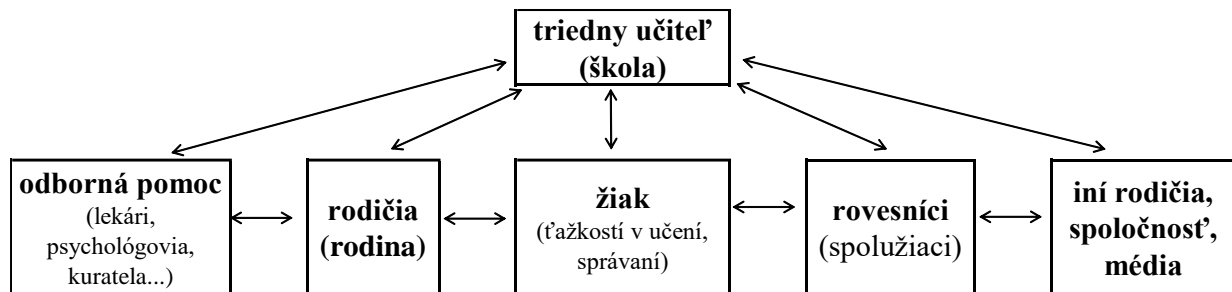 triedny učiteľ
(škola)
odborná pomoc
(lekári,
psychológovia,
kuratela...)
rodičia
(rodina)
žiak
(ťažkostí v učení,
správaní)
rovesníci
(spolužiaci)
iní rodičia,
spoločnosť,
média